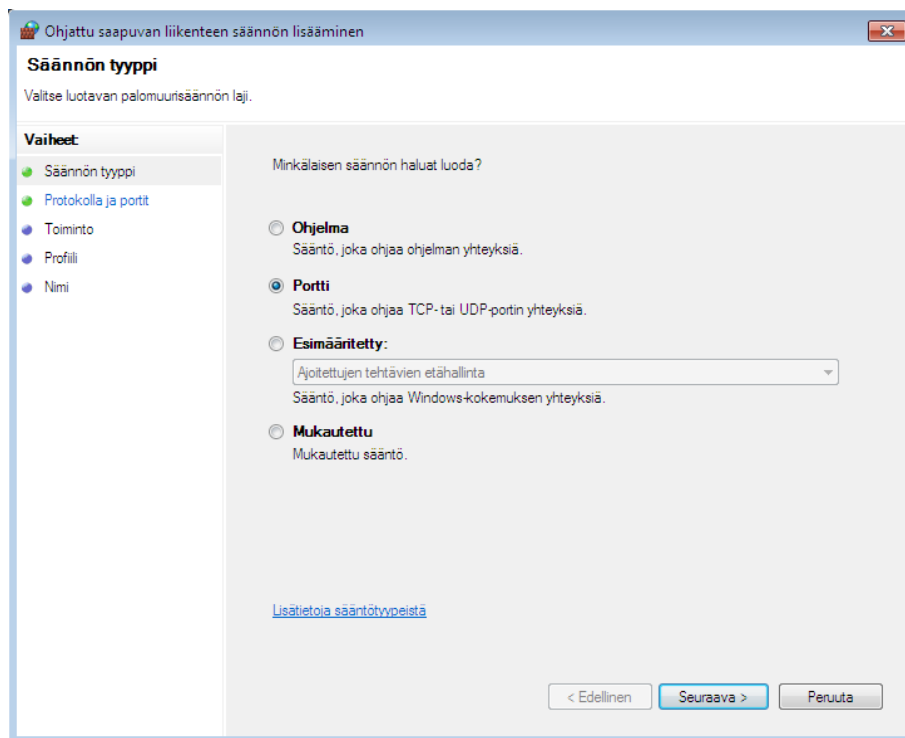 Ohjattu saapuvan liikenteen säännön lisääminen
Säännön tyyppi
Valitse luotavan palomuurisäännön laji.
Vaiheet:
Säännön tyyppi
Protokolla ja portit
Toiminto
Profiili
Nimi
Minkälaisen säännön haluat luoda?
Ohjelma
Sääntö, joka ohjaa ohjelman yhteyksiä.
Portti
Sääntö, joka ohjaa TCP- tai UDP-portin yhteyksiä.
Esimääritetty:
Ajoitettujen tehtävien etähallinta
Sääntö, joka ohjaa Windows-kokemuksen yhteyksiä.
Mukautettu
Mukautettu sääntö.
Lisätietoja sääntötyypeistä
< Edellinen
Seuraava >
Peruuta